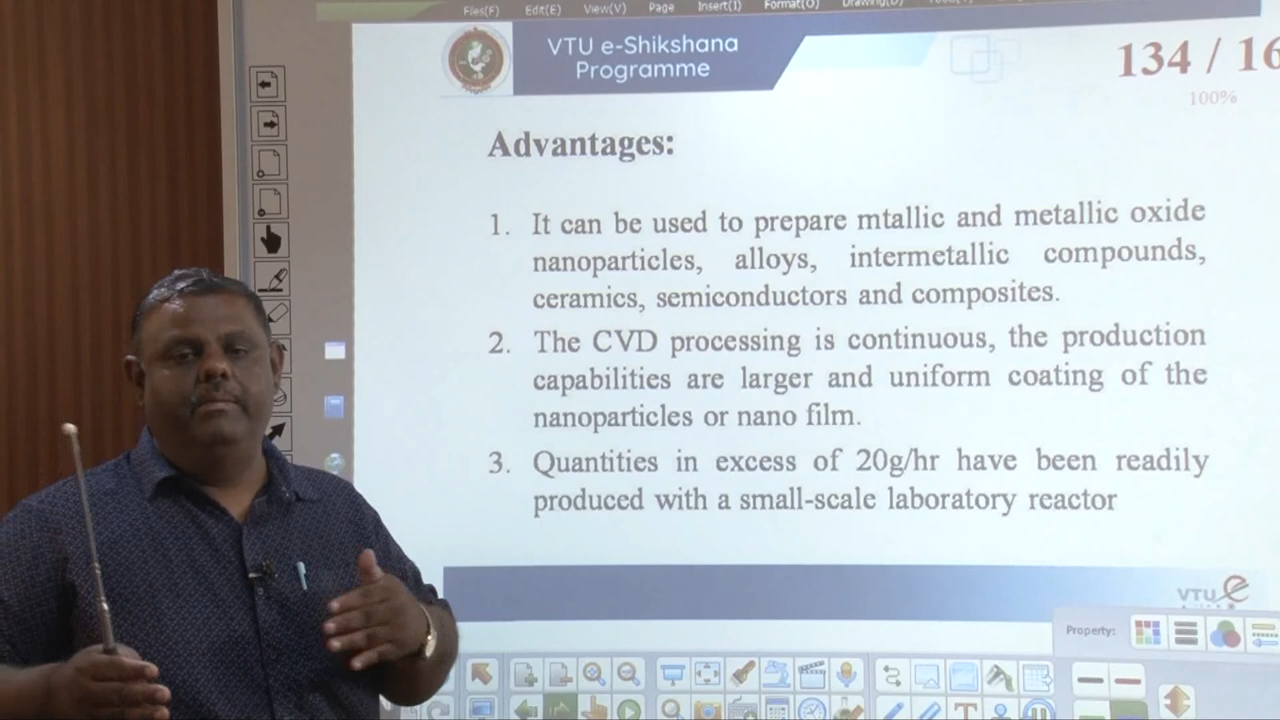 Files(F) Edit(E) View(V) Page Insert(I) Format(O) Drawing(D)
VTU e-Shikshana
Programme
134 / 16
100%
Advantages:
1. It can be used to prepare mtallic and metallic oxide
nanoparticles, alloys, intermetallic compounds,
ceramics, semiconductors and composites.
2. The CVD processing is continuous, the production
capabilities are larger and uniform coating of the
nanoparticles or nano film.
3. Quantities in excess of 20g/hr have been readily
produced with a small-scale laboratory reactor
VTU e
Property: